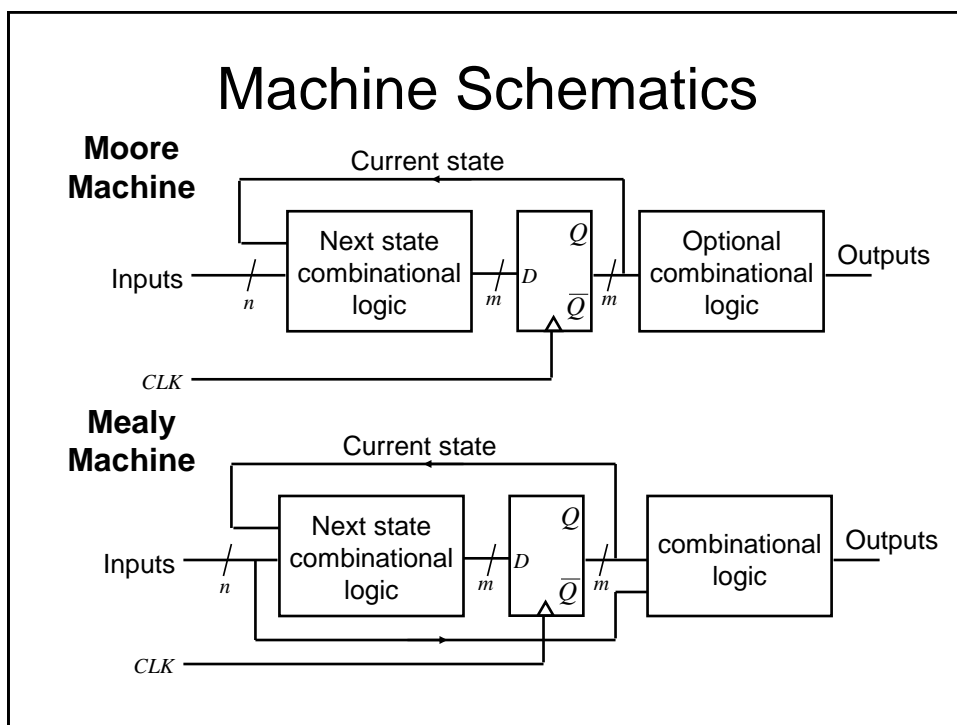 Machine Schematics
Moore
Machine
Current state
Next state
combinational
logic
Inputs
n
m
D
Q
Q̅
m
Optional
combinational
logic
Outputs
CLK
Mealy
Machine
Current state
Next state
combinational
logic
Inputs
n
m
D
Q
Q̅
m
combinational
logic
Outputs
CLK